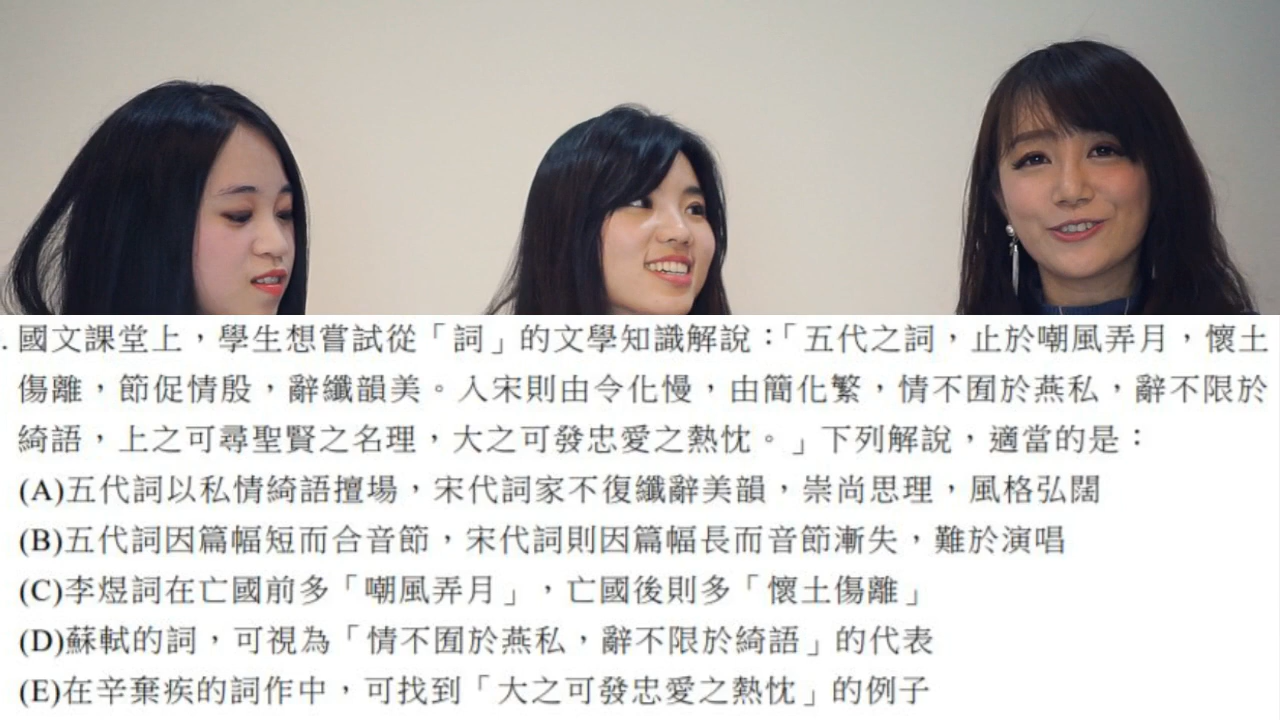 . 國文課堂上，學生想嘗試從「詞」的文學知識解說：「五代之詞，止於嘲風弄月，懷土
傷離，節促情殷，辭纖韻美。入宋則由令化慢，由簡化繁，情不囿於燕私，辭不限於
綺語，上之可尋聖賢之名理，大之可發忠愛之熱忱。」下列解說，適當的是：
(A)五代詞以私情綺語擅場，宋代詞家不復纖辭美韻，崇尚思理，風格弘闊
(B)五代詞因篇幅短而合音節，宋代詞則因篇幅長而音節漸失，難於演唱
(C)李煜詞在亡國前多「嘲風弄月」，亡國後則多「懷土傷離」
(D)蘇軾的詞，可視為「情不囿於燕私，辭不限於綺語」的代表
(E)在辛棄疾的詞作中，可找到「大之可發忠愛之熱忱」的例子